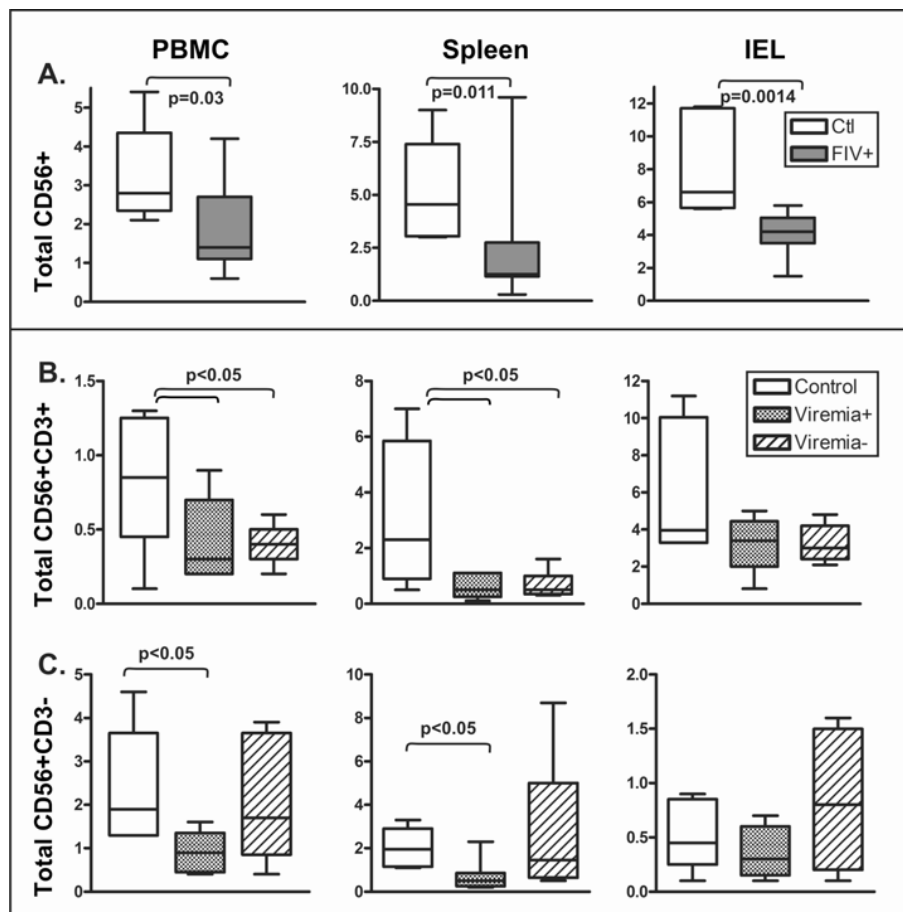 PBMC Spleen IEL
A.
Total CD56+
5
4
3
2
1
0
p=0.03
10.0
7.5
5.0
2.5
0.0
p=0.011
12
10
8
6
4
2
0
p=0.0014
Ctl
FIV+
B.
Total CD56+CD3+
1.5
1.0
0.5
0.0
p<0.05
8
6
4
2
0
p<0.05
12
10
8
6
4
2
0
Control
Viremia+
Viremia-
C.
Total CD56+CD3-
5
4
3
2
1
0
p<0.05
10
8
6
4
2
0
p<0.05
2.0
1.5
1.0
0.5
0.0